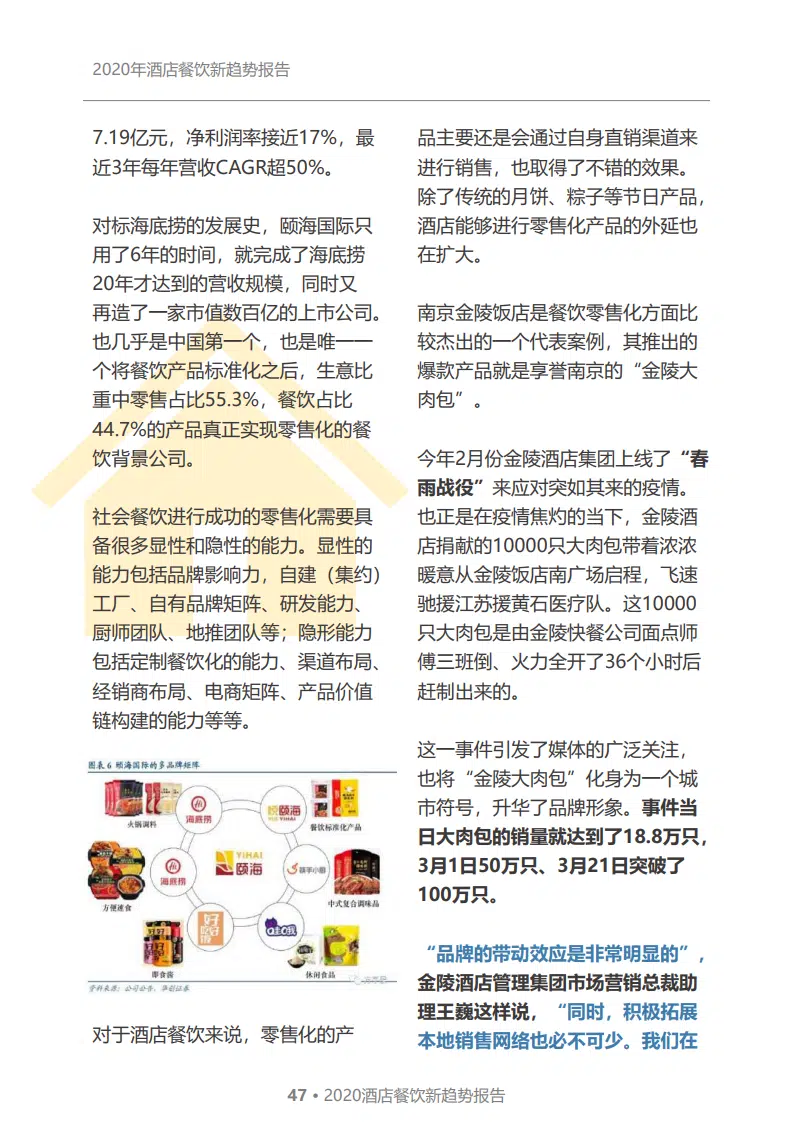 2020年酒店餐饮新趋势报告
7.19亿元，净利润率接近17%，最
近3年每年营收CAGR超50%。
对标海底捞的发展史，颐海国际只
用了6年的时间，就完成了海底捞
20年才达到的营收规模，同时又
再造了一家市值数百亿的上市公司。
也几乎是中国第一个，也是唯一一
个将餐饮产品标准化之后，生意比
重中零售占比55.3%，餐饮占比
44.7%的产品真正实现零售化的餐
饮背景公司。
社会餐饮进行成功的零售化需要具
备很多显性和隐性的能力。显性的
能力包括品牌影响力，自建（集约）
工厂、自有品牌矩阵、研发能力、
厨师团队、地推团队等；隐形能力
包括定制餐饮化的能力、渠道布局、
经销商布局、电商矩阵、产品价值
链构建的能力等等。
图表 6 颐海国际的多品牌矩阵
火锅调料
海底捞
悦颐海
YUE YIHAI
餐饮标准化产品
方便速食
海底捞
YIHAI
颐海
筷手小厨
中式复合调味品
即食酱
好好吃饭
哇哦
休闲食品
资料来源：公司公告，华创证券
对于酒店餐饮来说，零售化的产
品主要还是会通过自身直销渠道来
进行销售，也取得了不错的效果。
除了传统的月饼、粽子等节日产品，
酒店能够进行零售化产品的外延也
在扩大。
南京金陵饭店是餐饮零售化方面比
较杰出的一个代表案例，其推出的
爆款产品就是享誉南京的“金陵大
肉包”。
今年2月份金陵酒店集团上线了“春
雨战役”来应对突如其来的疫情。
也正是在疫情焦灼的当下，金陵酒
店捐献的10000只大肉包带着浓浓
暖意从金陵饭店南广场启程，飞速
驰援江苏援黄石医疗队。这10000
只大肉包是由金陵快餐公司面点师
傅三班倒、火力全开了36个小时后
赶制出来的。
这一事件引发了媒体的广泛关注，
也将“金陵大肉包”化身为一个城
市符号，升华了品牌形象。事件当
日大肉包的销量就达到了18.8万只，
3月1日50万只、3月21日突破了
100万只。
“品牌的带动效应是非常明显的”，
金陵酒店管理集团市场营销总裁助
理王巍这样说，“同时，积极拓展
本地销售网络也必不可少。我们在
47 • 2020酒店餐饮新趋势报告